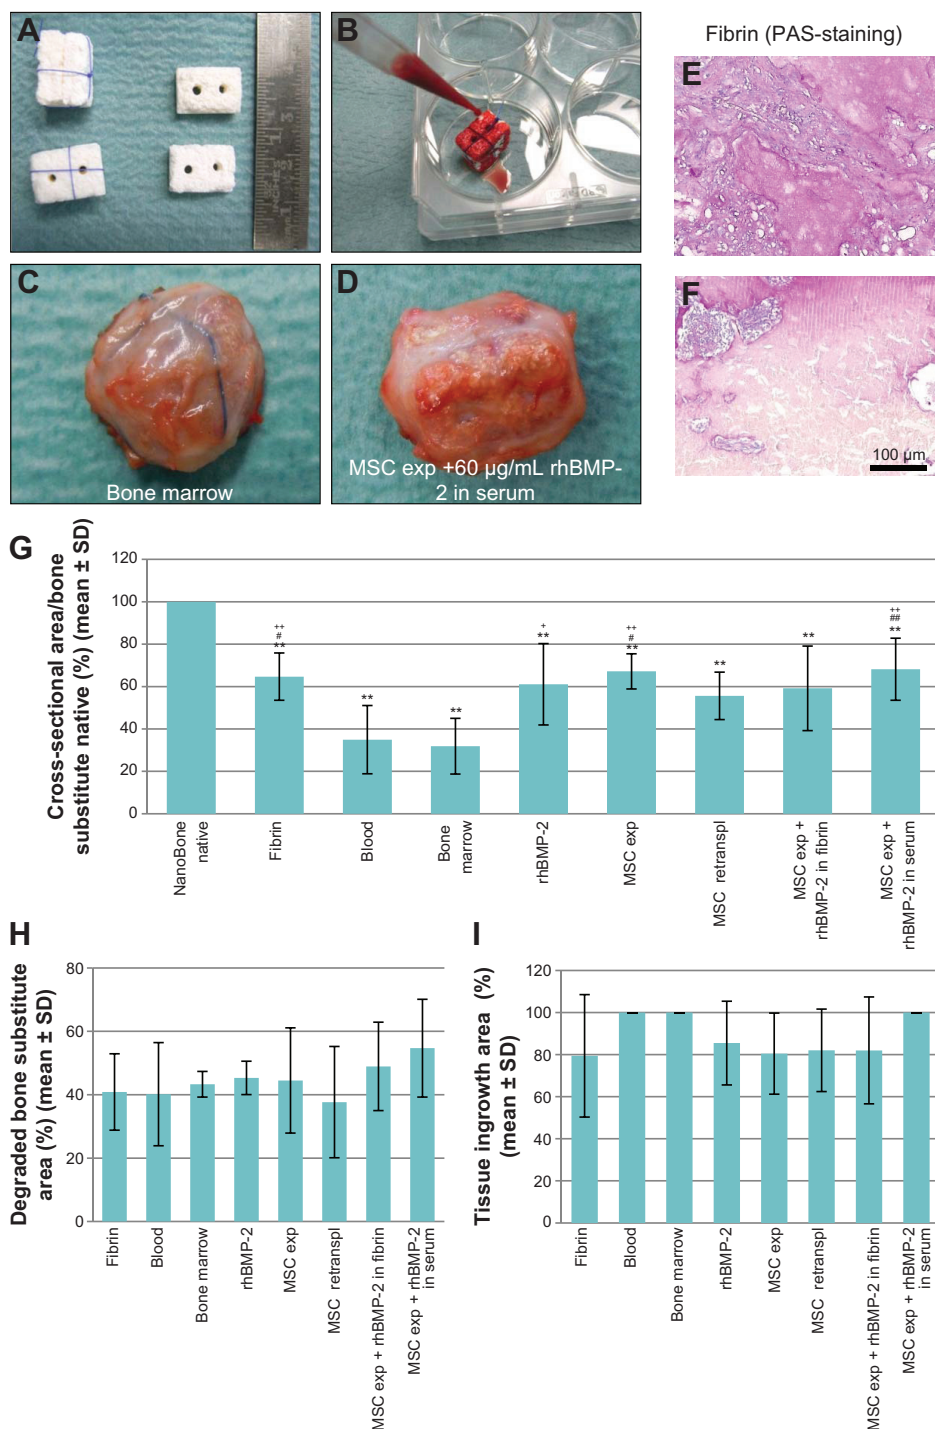 A
B
Fibrin (PAS-staining)
E
INCHES
1
C
Bone marrow
D
MSC exp +60 µg/mL rhBMP-
2 in serum
F
100 µm
G
Cross-sectional area/bone
substitute native (%) (mean ± SD)
120
100
80
60
40
20
0
++
#
**
**
**
+
**
++
#
**
**
**
++
##
**
NanoBone
native
Fibrin
Blood
Bone
marrow
rhBMP-2
MSC exp
MSC retranspl
MSC exp +
rhBMP-2 in fibrin
MSC exp +
rhBMP-2 in serum
H
Degraded bone substitute
area (%) (mean ± SD)
80
60
40
20
0
Fibrin
Blood
Bone marrow
rhBMP-2
MSC exp
MSC retranspl
MSC exp + rhBMP-2 in fibrin
MSC exp + rhBMP-2
in serum
I
Tissue ingrowth area (%)
(mean ± SD)
120
100
80
60
40
20
0
Fibrin
Blood
Bone marrow
rhBMP-2
MSC exp
MSC retranspl
MSC exp + rhBMP-2 in fibrin
MSC exp + rhBMP-2
in serum